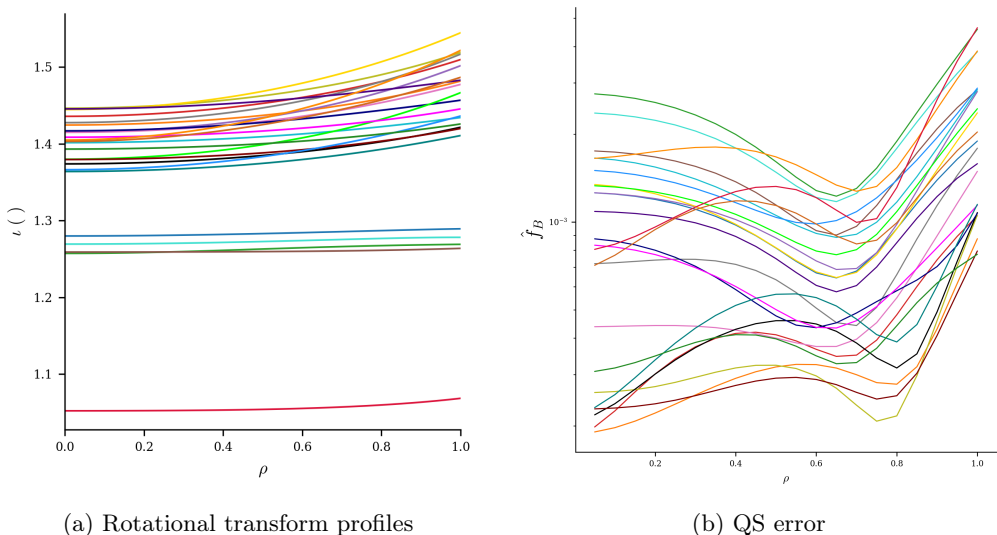 1.5
1.4
1.3
1.2
1.1
ι ( )
0.0 0.2 0.4 0.6 0.8 1.0
ρ
(a) Rotational transform profiles
10⁻³
f̂_B
0.2 0.4 0.6 0.8 1.0
ρ
(b) QS error